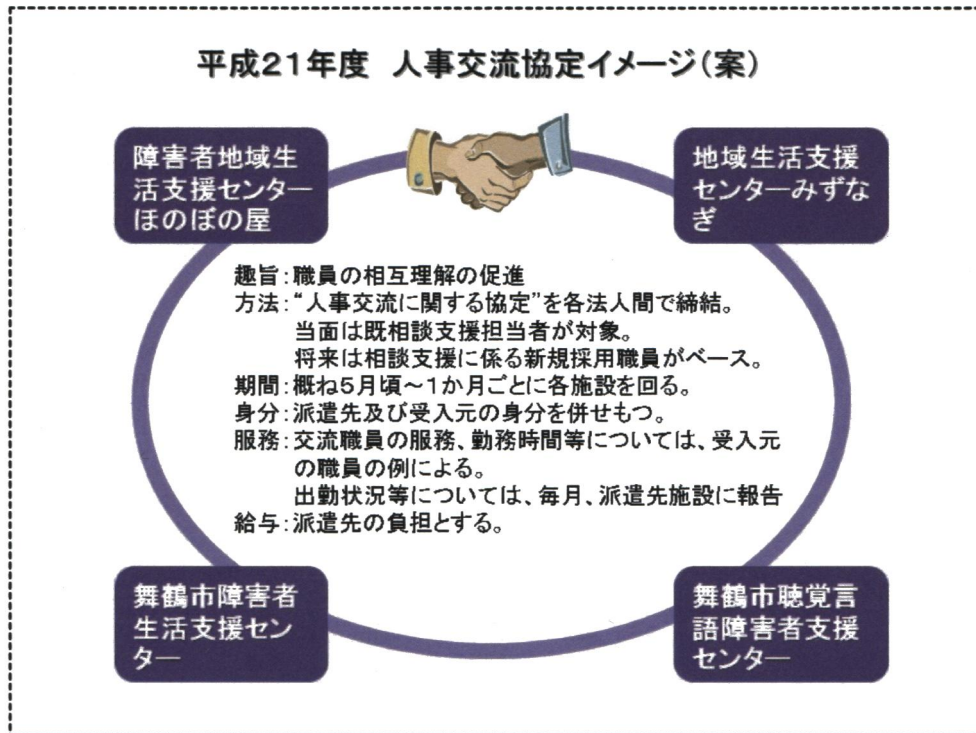 平成21年度 人事交流協定イメージ(案)
障害者地域生
活支援センター
ほのぼの屋
地域生活支援
センターみずな
ぎ
趣旨:職員の相互理解の促進
方法:“人事交流に関する協定”を各法人間で締結。
当面は既相談支援担当者が対象。
将来は相談支援に係る新規採用職員がベース。
期間:概ね5月頃~1か月ごとに各施設を回る。
身分:派遣先及び受入元の身分を併せもつ。
服務:交流職員の服務、勤務時間等については、受入元
の職員の例による。
出勤状況等については、毎月、派遣先施設に報告
給与:派遣先の負担とする。
舞鶴市障害者
生活支援セン
ター
舞鶴市聴覚言
語障害者支援
センター